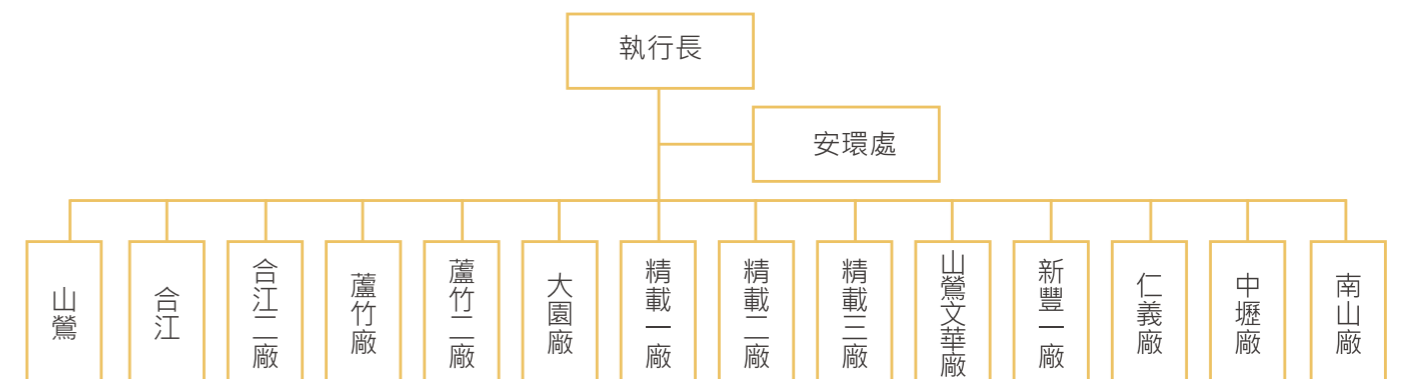 執行長
安環處
山鶯
合江
合江二廠
蘆竹廠
蘆竹二廠
大園廠
精載一廠
精載二廠
精載三廠
山鶯文華廠
新豐一廠
仁義廠
中壢廠
南山廠